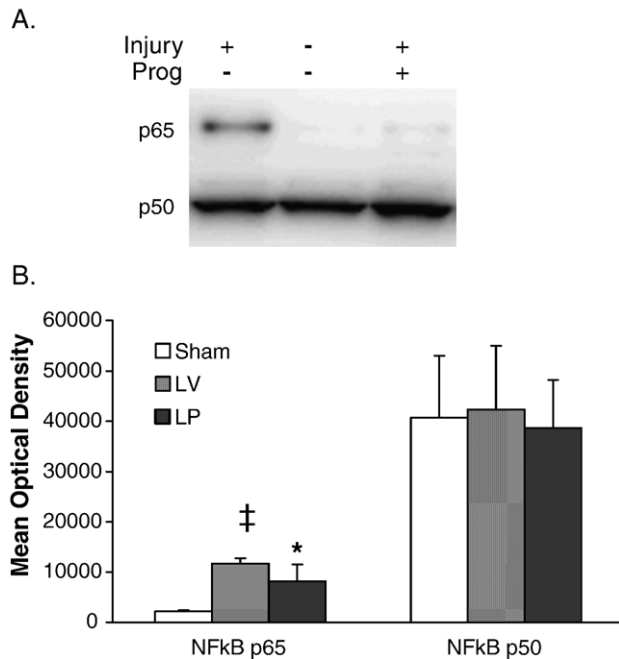 A.
Injury + - +
Prog - - +
p65
p50
B.
Mean Optical Density
60000
50000
40000
30000
20000
10000
0
Sham
LV
LP
‡
*
NFkB p65 NFkB p50